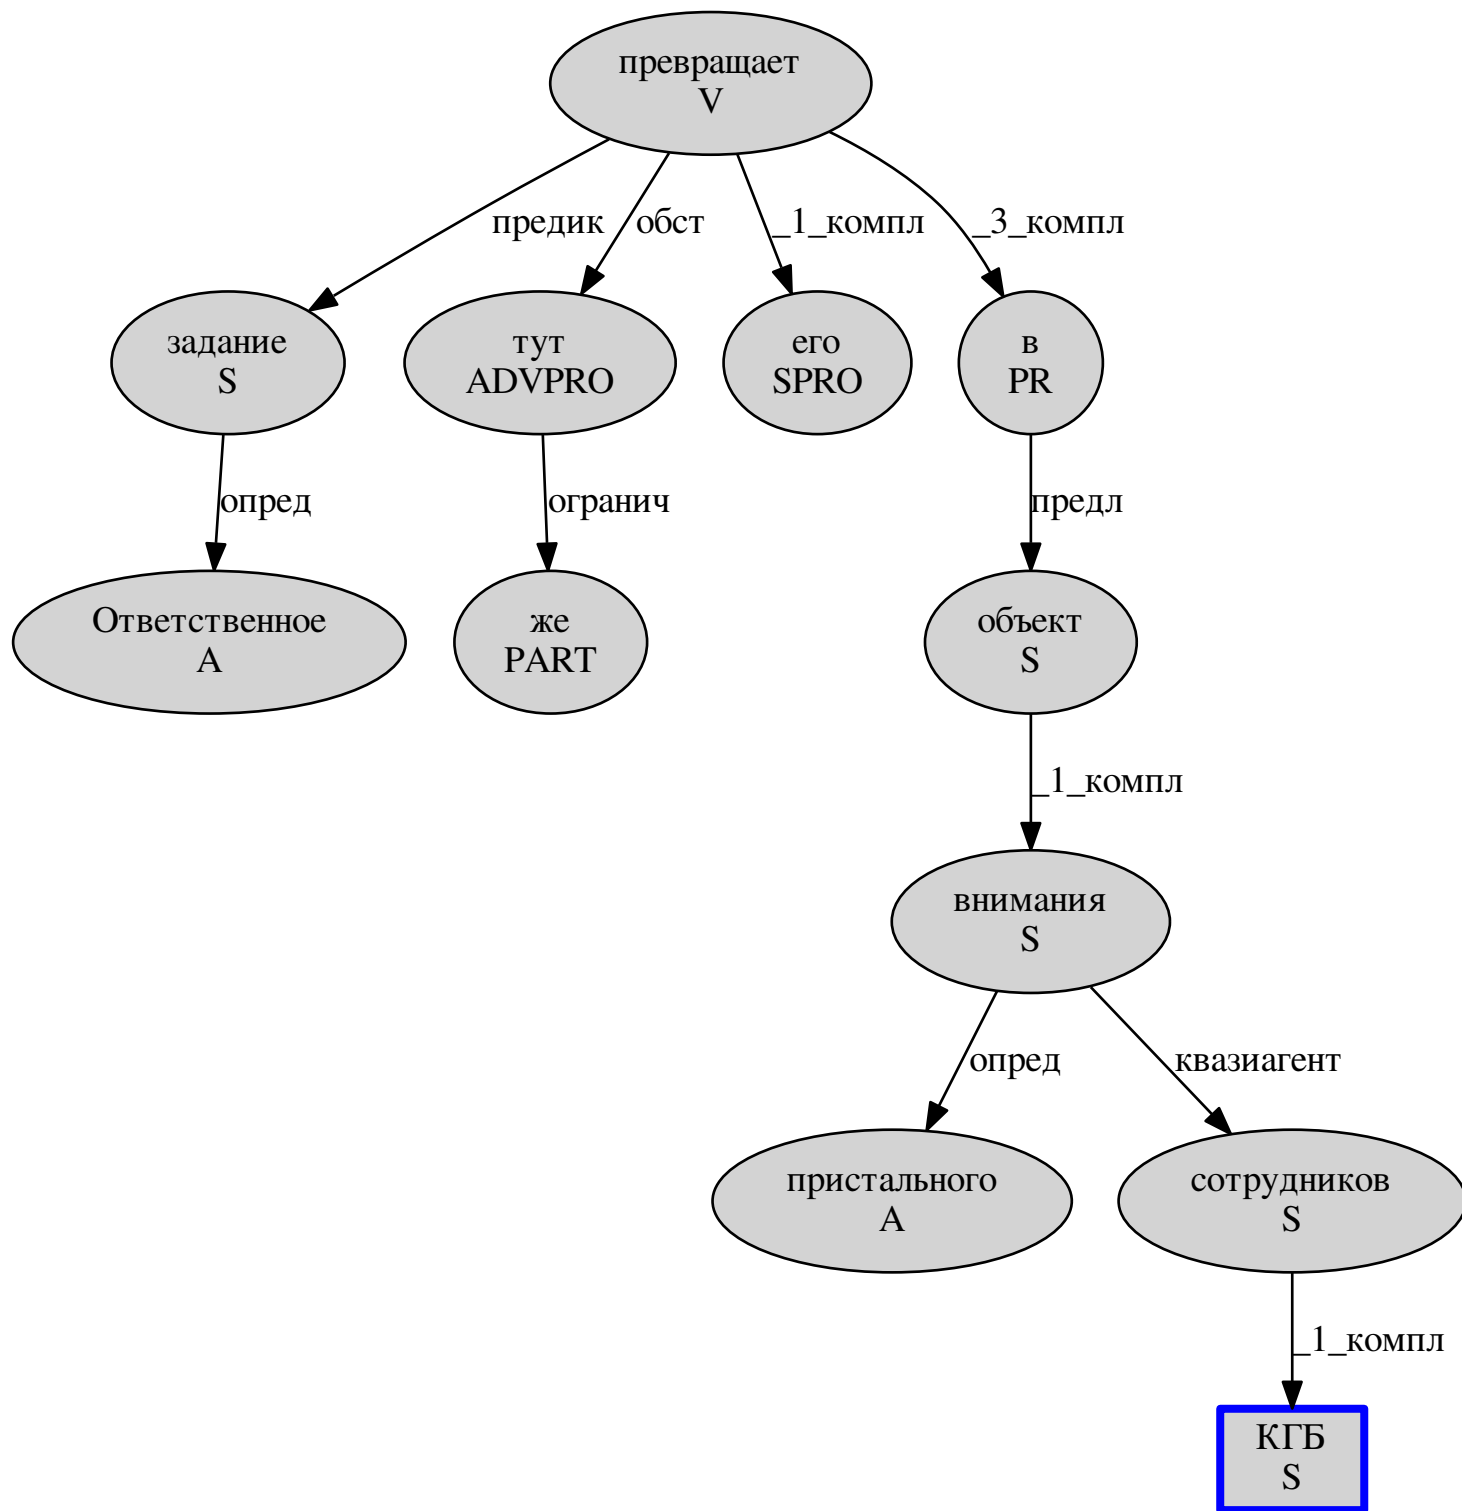 превращает
V
предик
обст
_1_компл
_3_компл
задание
S
тут
ADVPRO
его
SPRO
в
PR
опред
огранич
предл
Ответственное
A
же
PART
объект
S
_1_компл
внимания
S
опред
квазиагент
пристального
A
сотрудников
S
_1_компл
КГБ
S